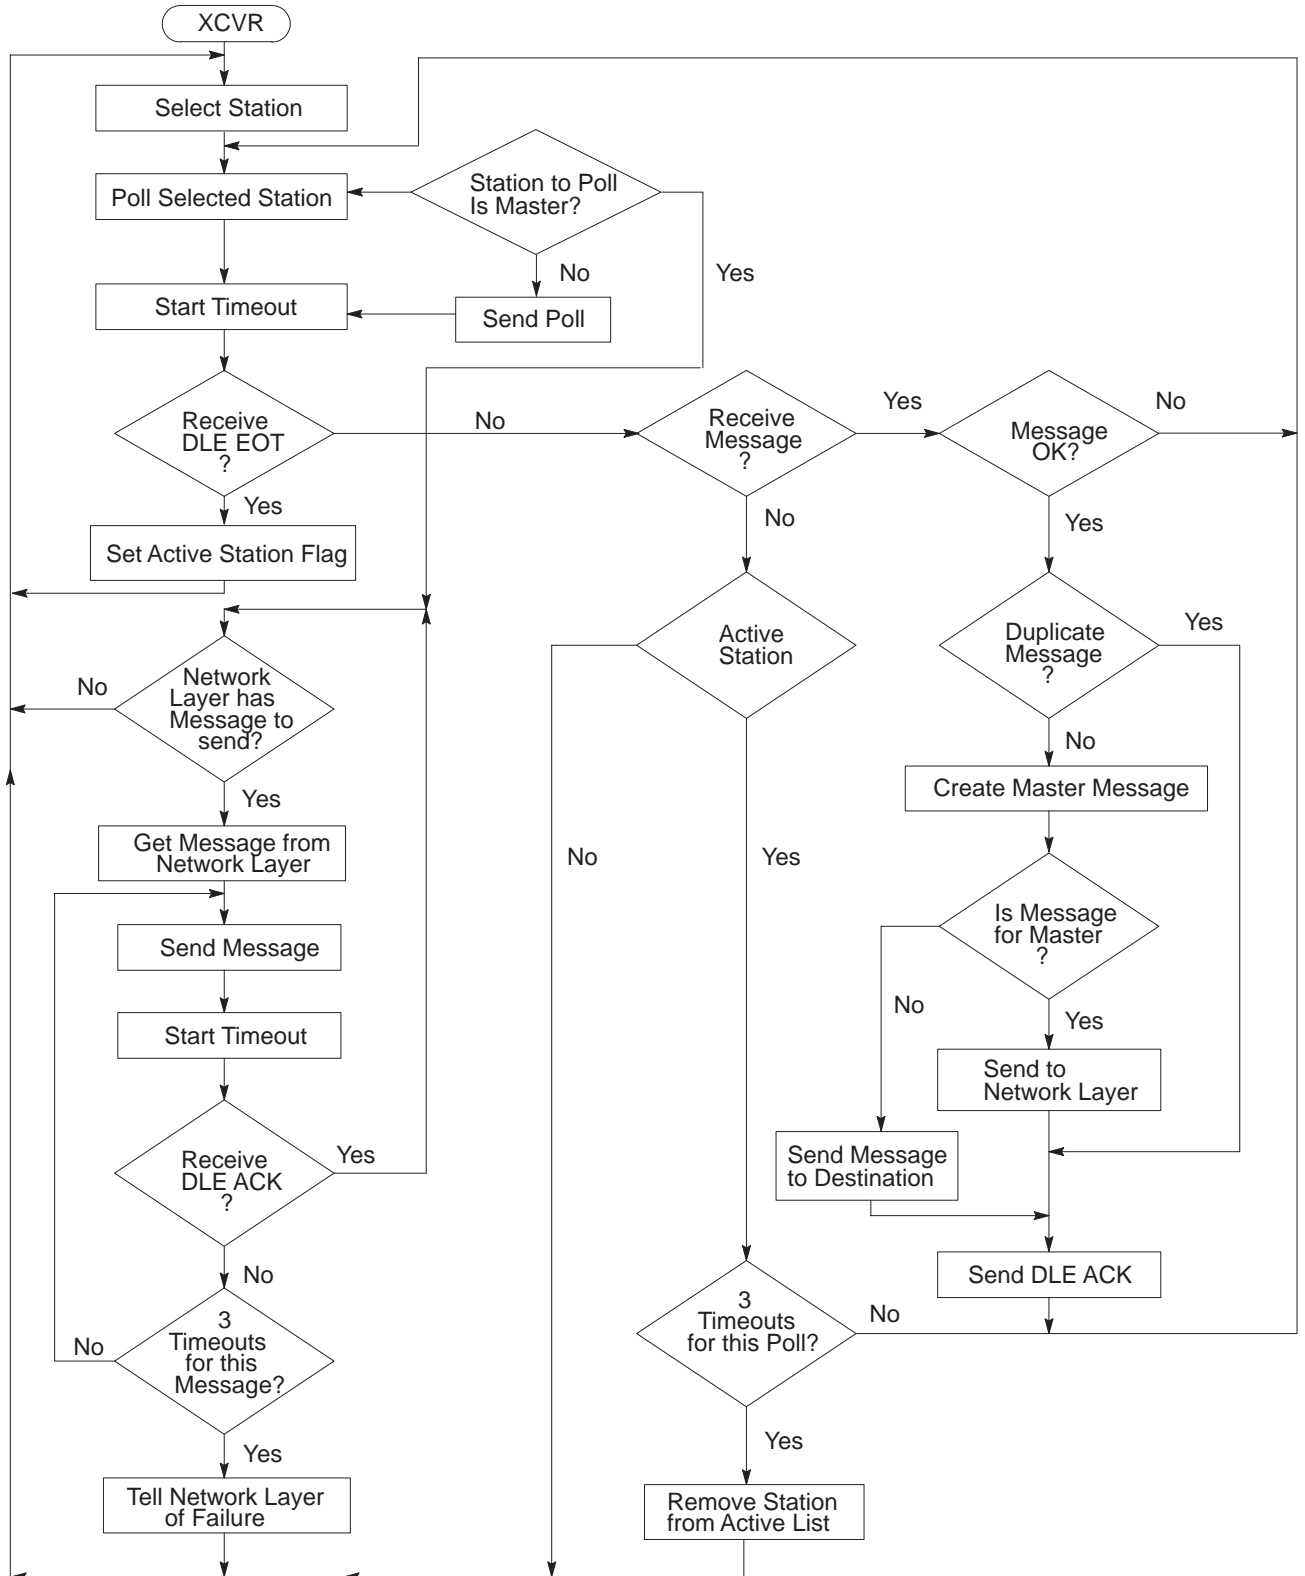 XCVR
Select Station
Poll Selected Station
Station to Poll
Is Master?
No
Yes
Start Timeout
Send Poll
Receive
DLE EOT
?
No
Yes
Set Active Station Flag
Receive
Message
?
Yes
No
Message
OK?
No
Yes
Active
Station
No
Yes
Duplicate
Message
?
Yes
No
Create Master Message
Is Message
for Master
?
No
Yes
Send to
Network Layer
Send Message
to Destination
Send DLE ACK
Network
Layer has
Message to
send?
No
Yes
Get Message from
Network Layer
Send Message
Start Timeout
Receive
DLE ACK
?
Yes
No
3
Timeouts
for this
Message?
No
Yes
Tell Network Layer
of Failure
3
Timeouts
for this Poll?
No
Yes
Remove Station
from Active List